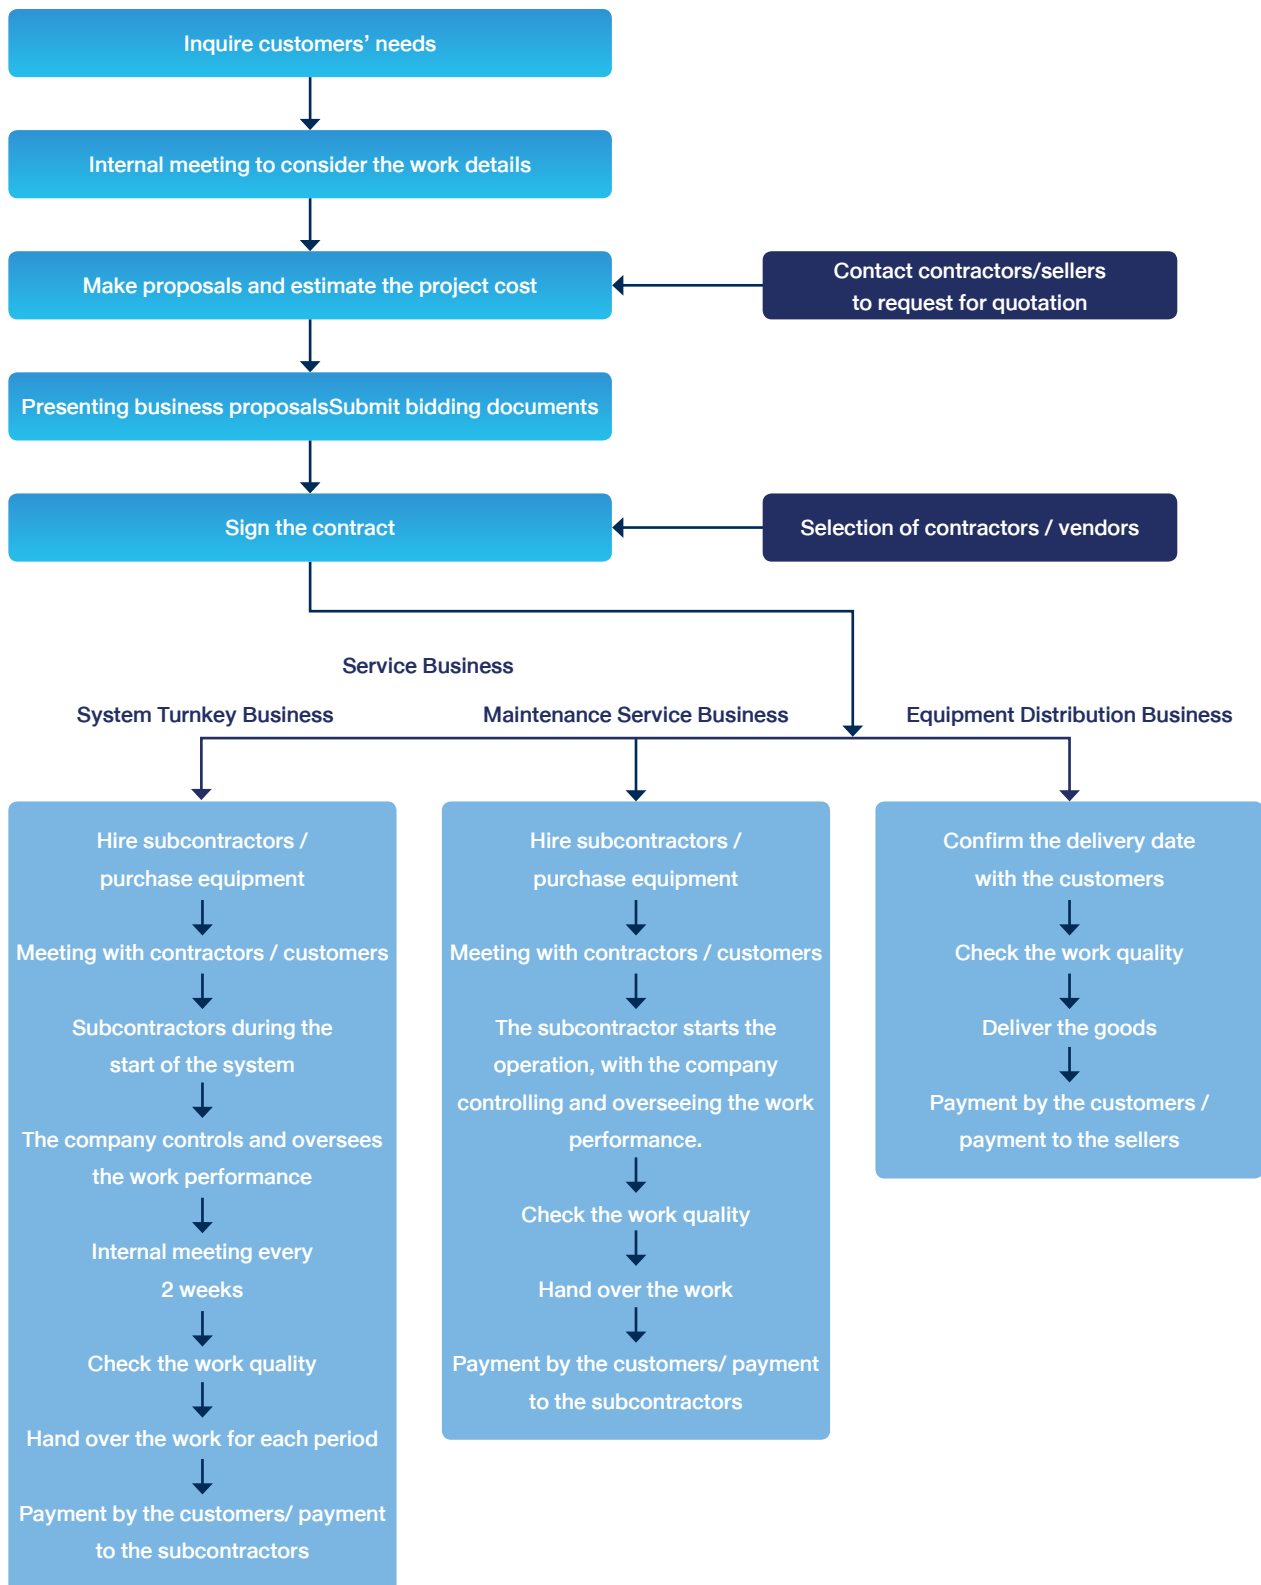 Inquire customers’ needs
Internal meeting to consider the work details
Make proposals and estimate the project cost
Contact contractors/sellers
to request for quotation
Presenting business proposalsSubmit bidding documents
Sign the contract
Selection of contractors / vendors
Service Business
System Turnkey Business
Maintenance Service Business
Equipment Distribution Business
Hire subcontractors /
purchase equipment
Meeting with contractors / customers
Subcontractors during the
start of the system
The company controls and oversees
the work performance
Internal meeting every
2 weeks
Check the work quality
Hand over the work for each period
Payment by the customers/ payment
to the subcontractors
Hire subcontractors /
purchase equipment
Meeting with contractors / customers
The subcontractor starts the
operation, with the company
controlling and overseeing the work
performance.
Check the work quality
Hand over the work
Payment by the customers/ payment
to the subcontractors
Confirm the delivery date
with the customers
Check the work quality
Deliver the goods
Payment by the customers /
payment to the sellers